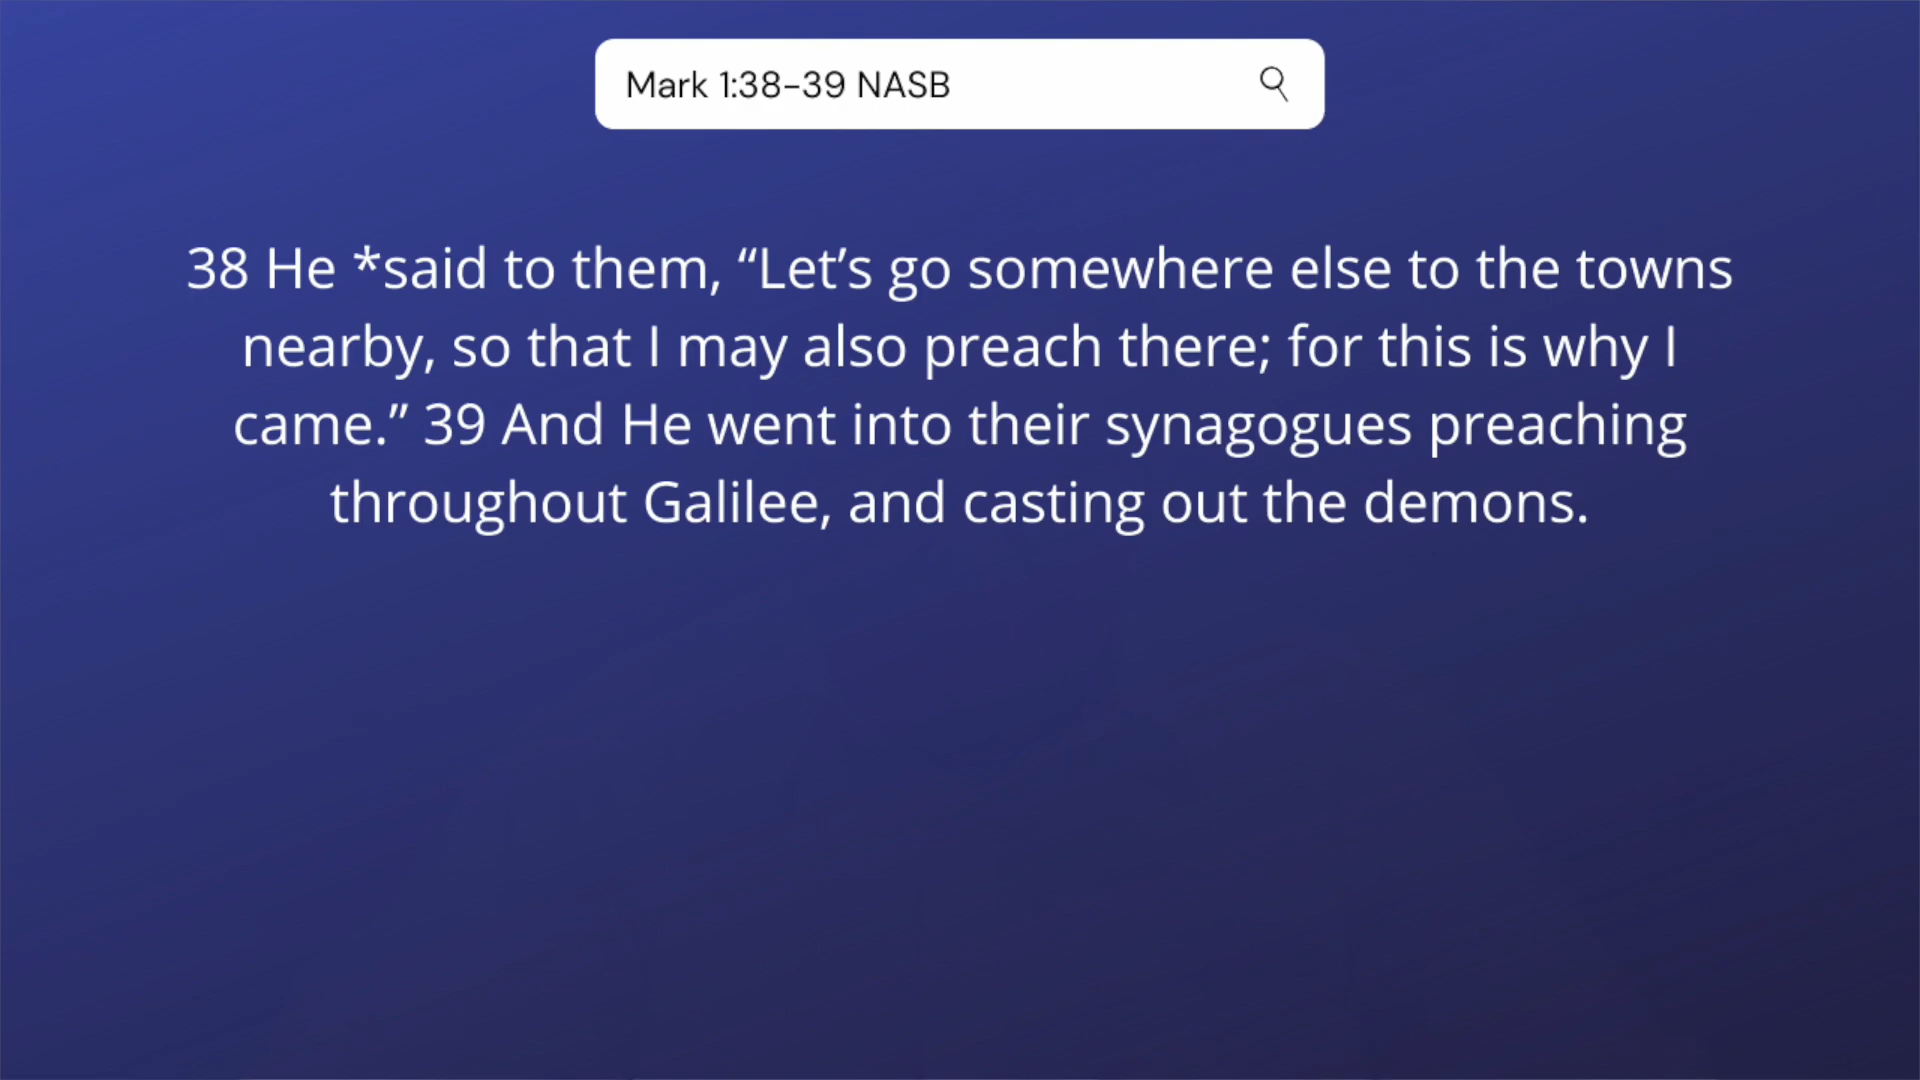 Mark 1:38-39 NASB
38 He *said to them, “Let’s go somewhere else to the towns
nearby, so that I may also preach there; for this is why I
came.” 39 And He went into their synagogues preaching
throughout Galilee, and casting out the demons.